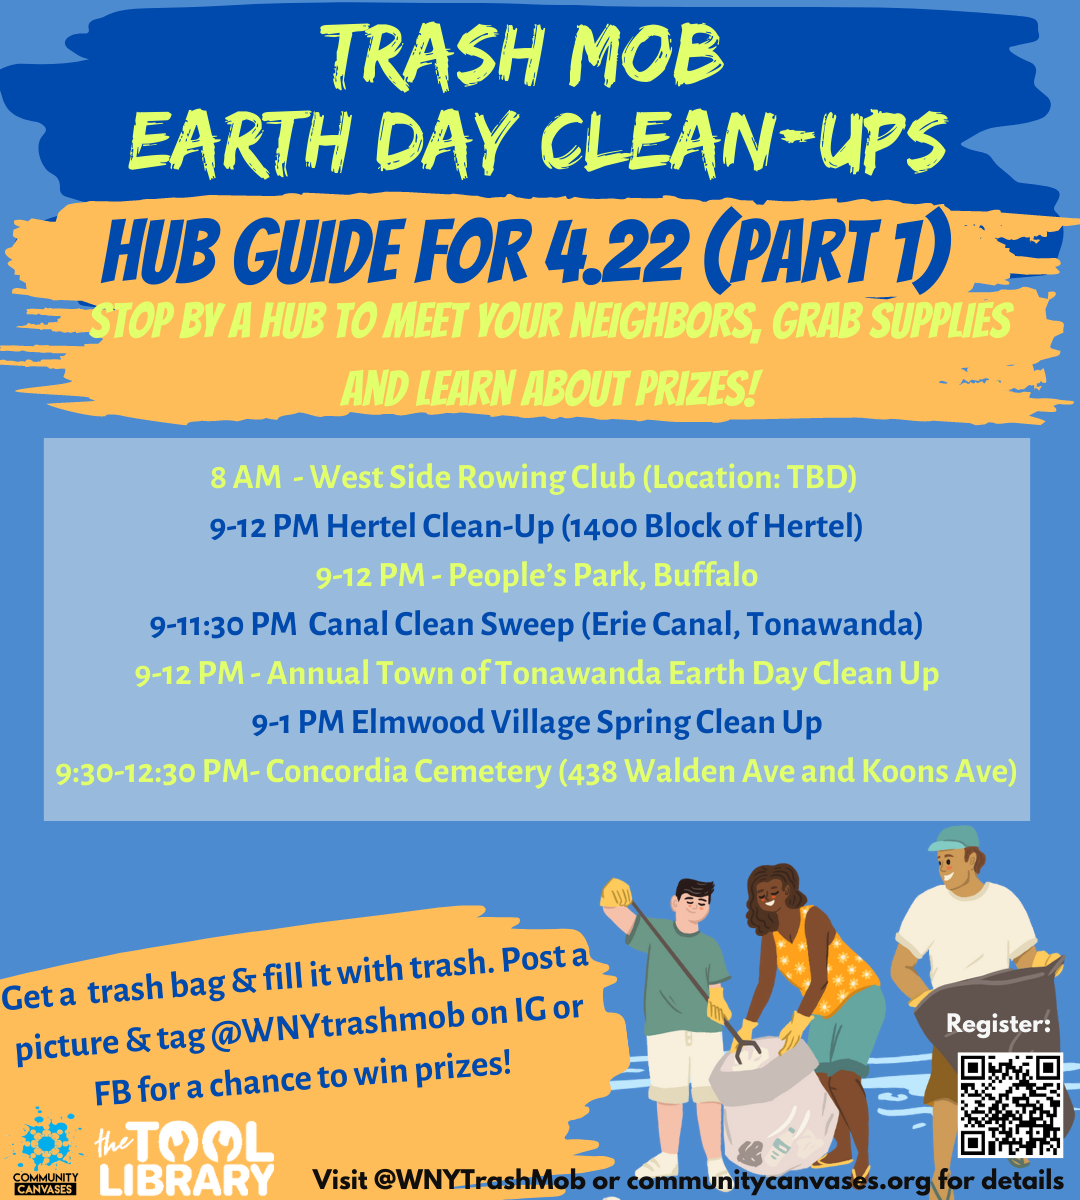 TRASH MOB
EARTH DAY CLEAN-UPS
HUB GUIDE FOR 4.22 (PART 1)
STOP BY A HUB TO MEET YOUR NEIGHBORS, GRAB SUPPLIES
AND LEARN ABOUT PRIZES!
8 AM - West Side Rowing Club (Location: TBD)
9-12 PM Hertel Clean-Up (1400 Block of Hertel)
9-12 PM - People's Park, Buffalo
9-11:30 PM Canal Clean Sweep (Erie Canal, Tonawanda)
9-12 PM - Annual Town of Tonawanda Earth Day Clean Up
9-1 PM Elmwood Village Spring Clean Up
9:30-12:30 PM- Concordia Cemetery (438 Walden Ave and Koons Ave)
Get a trash bag & fill it with trash. Post a
picture & tag @WNYtrashmob on IG or
FB for a chance to win prizes!
Register:
COMMUNITY
CANVASES
the TOOL
LIBRARY
Visit @WNYTrashMob or communitycanvases.org for details